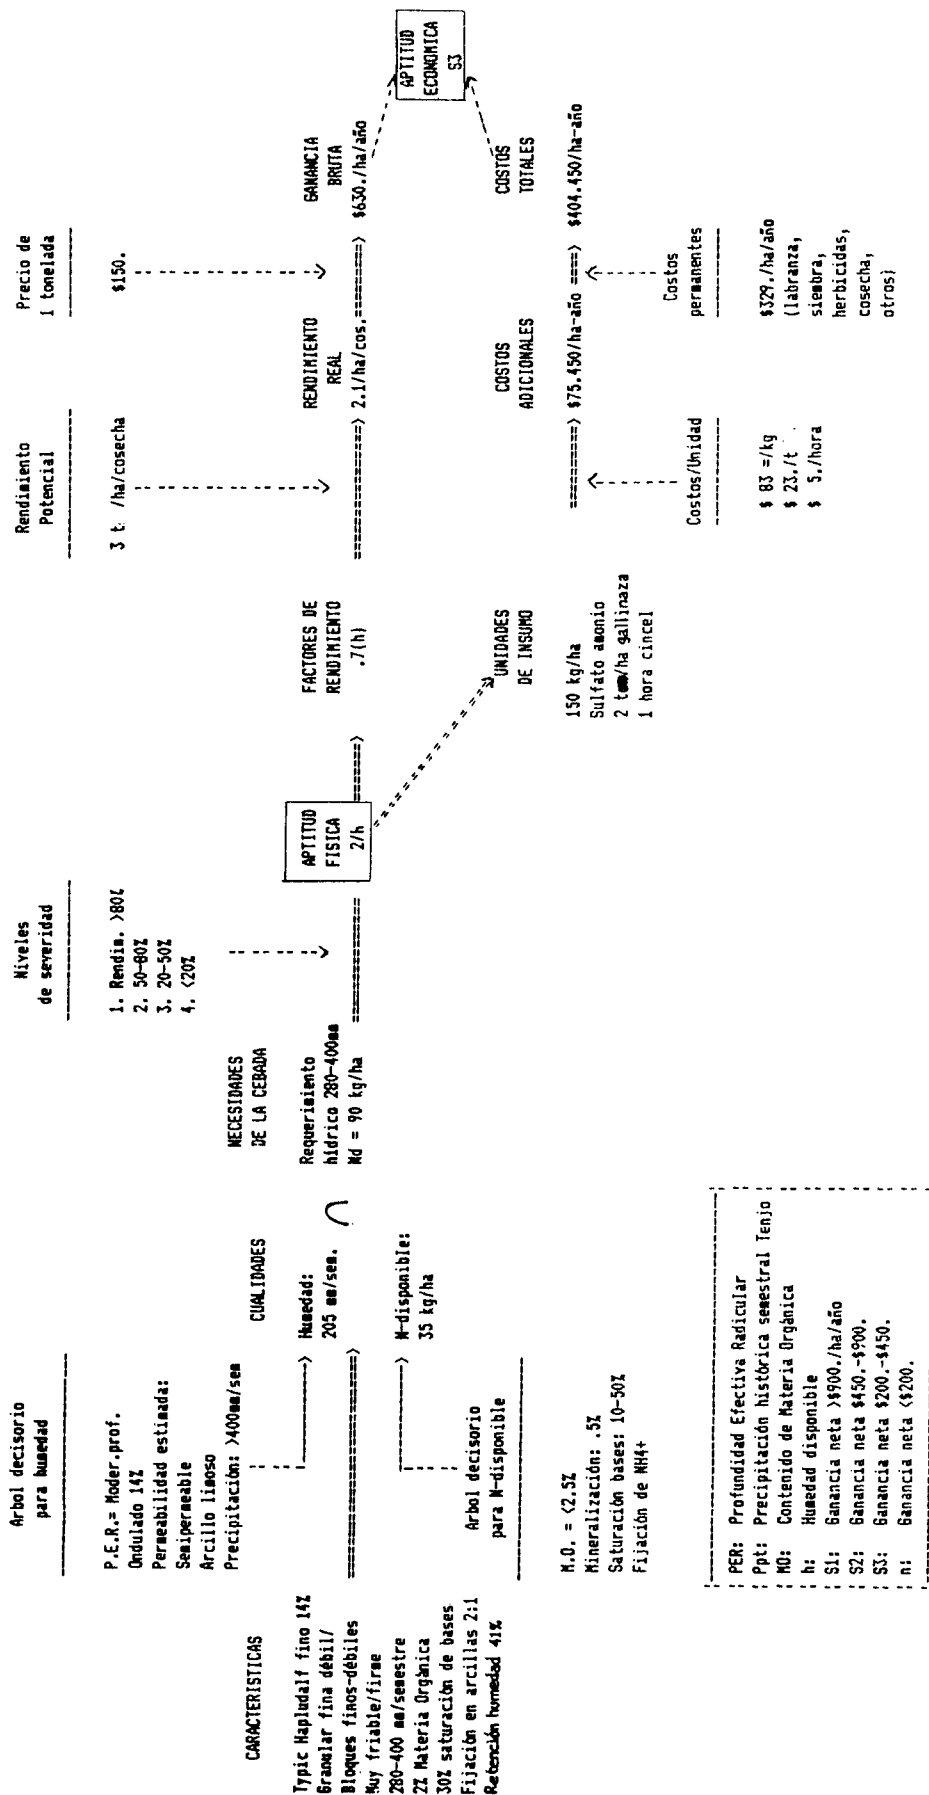 Arbol decisorio
para humedad
P.E.R.= Moder.prof.
Ondulado 14%
Permeabilidad estimada:
Semipermeable
Arcillo limoso
Precipitación: >400mm/sem
CARACTERISTICAS
Typic Hapludalf fino 14%
Granular fina débil/
Bloques finos-débiles
Muy friable/firme
280-400 mm/semestre
2% Materia Orgánica
30% saturación de bases
Fijación en arcillas 2:1
Retención humedad 41%
CUALIDADES
Humedad:
205 mm/sem.
N-disponible:
35 kg/ha
Arbol decisorio
para N-disponible
M.O. = <2.5%
Mineralización: .5%
Saturación bases: 10-50%
Fijación de NH4+
NECESIDADES
DE LA CEBADA
Requerimiento
hídrico 280-400mm
Nd = 90 kg/ha
Niveles
de severidad
1. Rendim. >80%
2. 50-80%
3. 20-50%
4. <20%
APTITUD
FISICA
2/h
FACTORES DE
RENDIMIENTO
.7(h)
UNIDADES
DE INSUMO
150 kg/ha
Sulfato amonio
2 tom/ha gallinaza
1 hora cincel
Rendimiento
Potencial
3 t. /ha/cosecha
RENDIMIENTO
REAL
2.1/ha/cos.
Precio de
1 tonelada
$150.
GANANCIA
BRUTA
$630./ha/año
COSTOS
ADICIONALES
$75.450/ha-año
COSTOS
TOTALES
$404.450/ha-año
Costos/Unidad
$ 83 =/kg
$ 23./t .
$ 5./hora
Costos
permanentes
$329./ha/año
(labranza,
siembra,
herbicidas,
cosecha,
otros)
APTITUD
ECONOMICA
S3
PER: Profundidad Efectiva Radicular
Ppt: Precipitación histórica semestral Tenjo
MO: Contenido de Materia Orgánica
h: Humedad disponible
S1: Ganancia neta >$900./ha/año
S2: Ganancia neta $450.-$900.
S3: Ganancia neta $200.-$450.
n: Ganancia neta <$200.